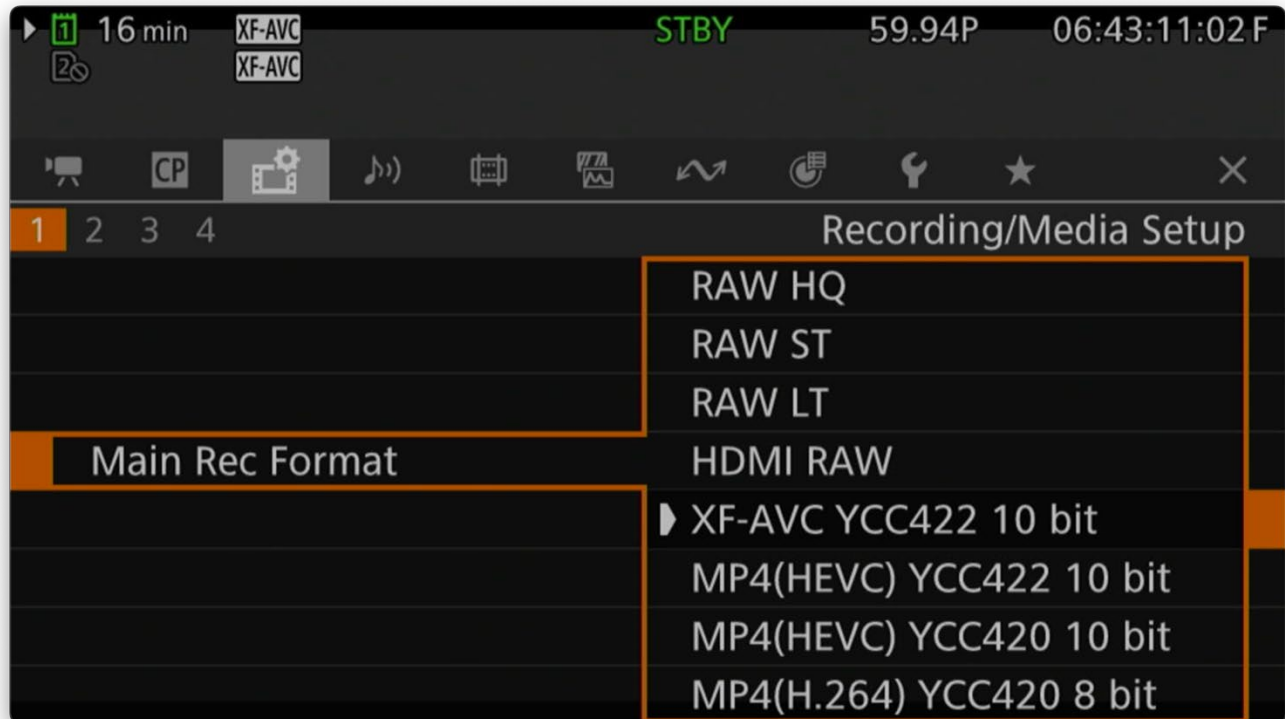 1 16 min XF-AVC STBY 59.94P 06:43:11:02 F
2 XF-AVC
CP
1 2 3 4 Recording/Media Setup
RAW HQ
RAW ST
RAW LT
Main Rec Format HDMI RAW
XF-AVC YCC422 10 bit
MP4(HEVC) YCC422 10 bit
MP4(HEVC) YCC420 10 bit
MP4(H.264) YCC420 8 bit